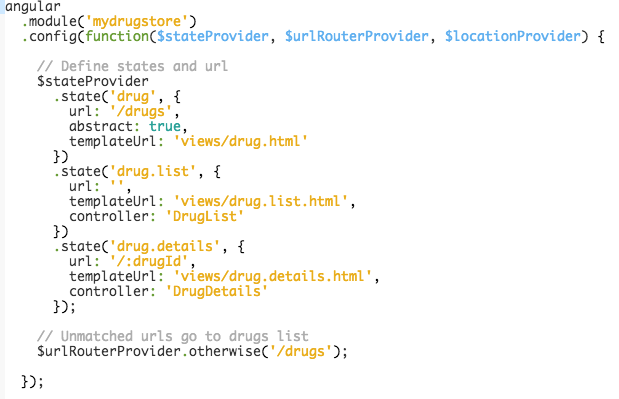 angular
  .module('mydrugstore')
  .config(function($stateProvider, $urlRouterProvider, $locationProvider) {
    // Define states and url
    $stateProvider
      .state('drug', {
        url: '/drugs',
        abstract: true,
        templateUrl: 'views/drug.html'
      })
      .state('drug.list', {
        url: '',
        templateUrl: 'views/drug.list.html',
        controller: 'DrugList'
      })
      .state('drug.details', {
        url: '/:drugId',
        templateUrl: 'views/drug.details.html',
        controller: 'DrugDetails'
      });
    // Unmatched urls go to drugs list
    $urlRouterProvider.otherwise('/drugs');
  });